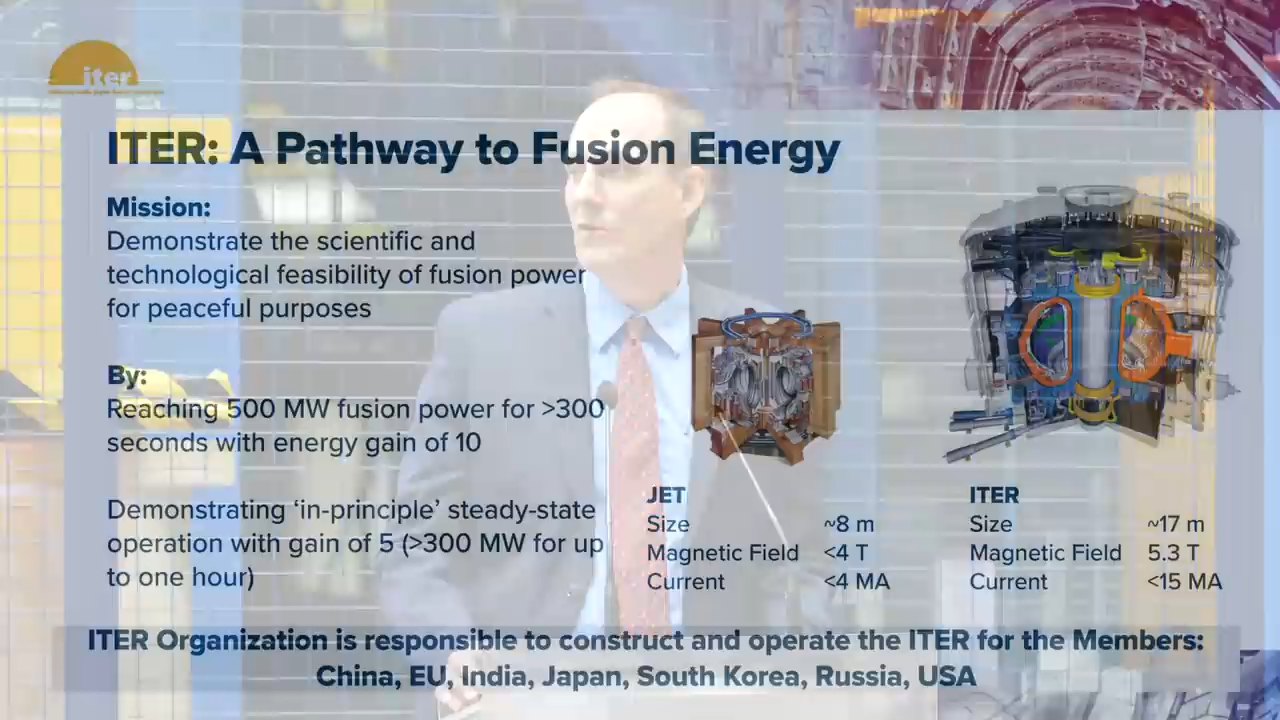 iter
ITER: A Pathway to Fusion Energy
Mission:
Demonstrate the scientific and
technological feasibility of fusion power
for peaceful purposes
By:
Reaching 500 MW fusion power for >300
seconds with energy gain of 10
Demonstrating ‘in-principle’ steady-state
operation with gain of 5 (>300 MW for up
to one hour)
JET
Size ~8 m
Magnetic Field <4 T
Current <4 MA
ITER
Size ~17 m
Magnetic Field 5.3 T
Current <15 MA
ITER Organization is responsible to construct and operate the ITER for the Members:
China, EU, India, Japan, South Korea, Russia, USA